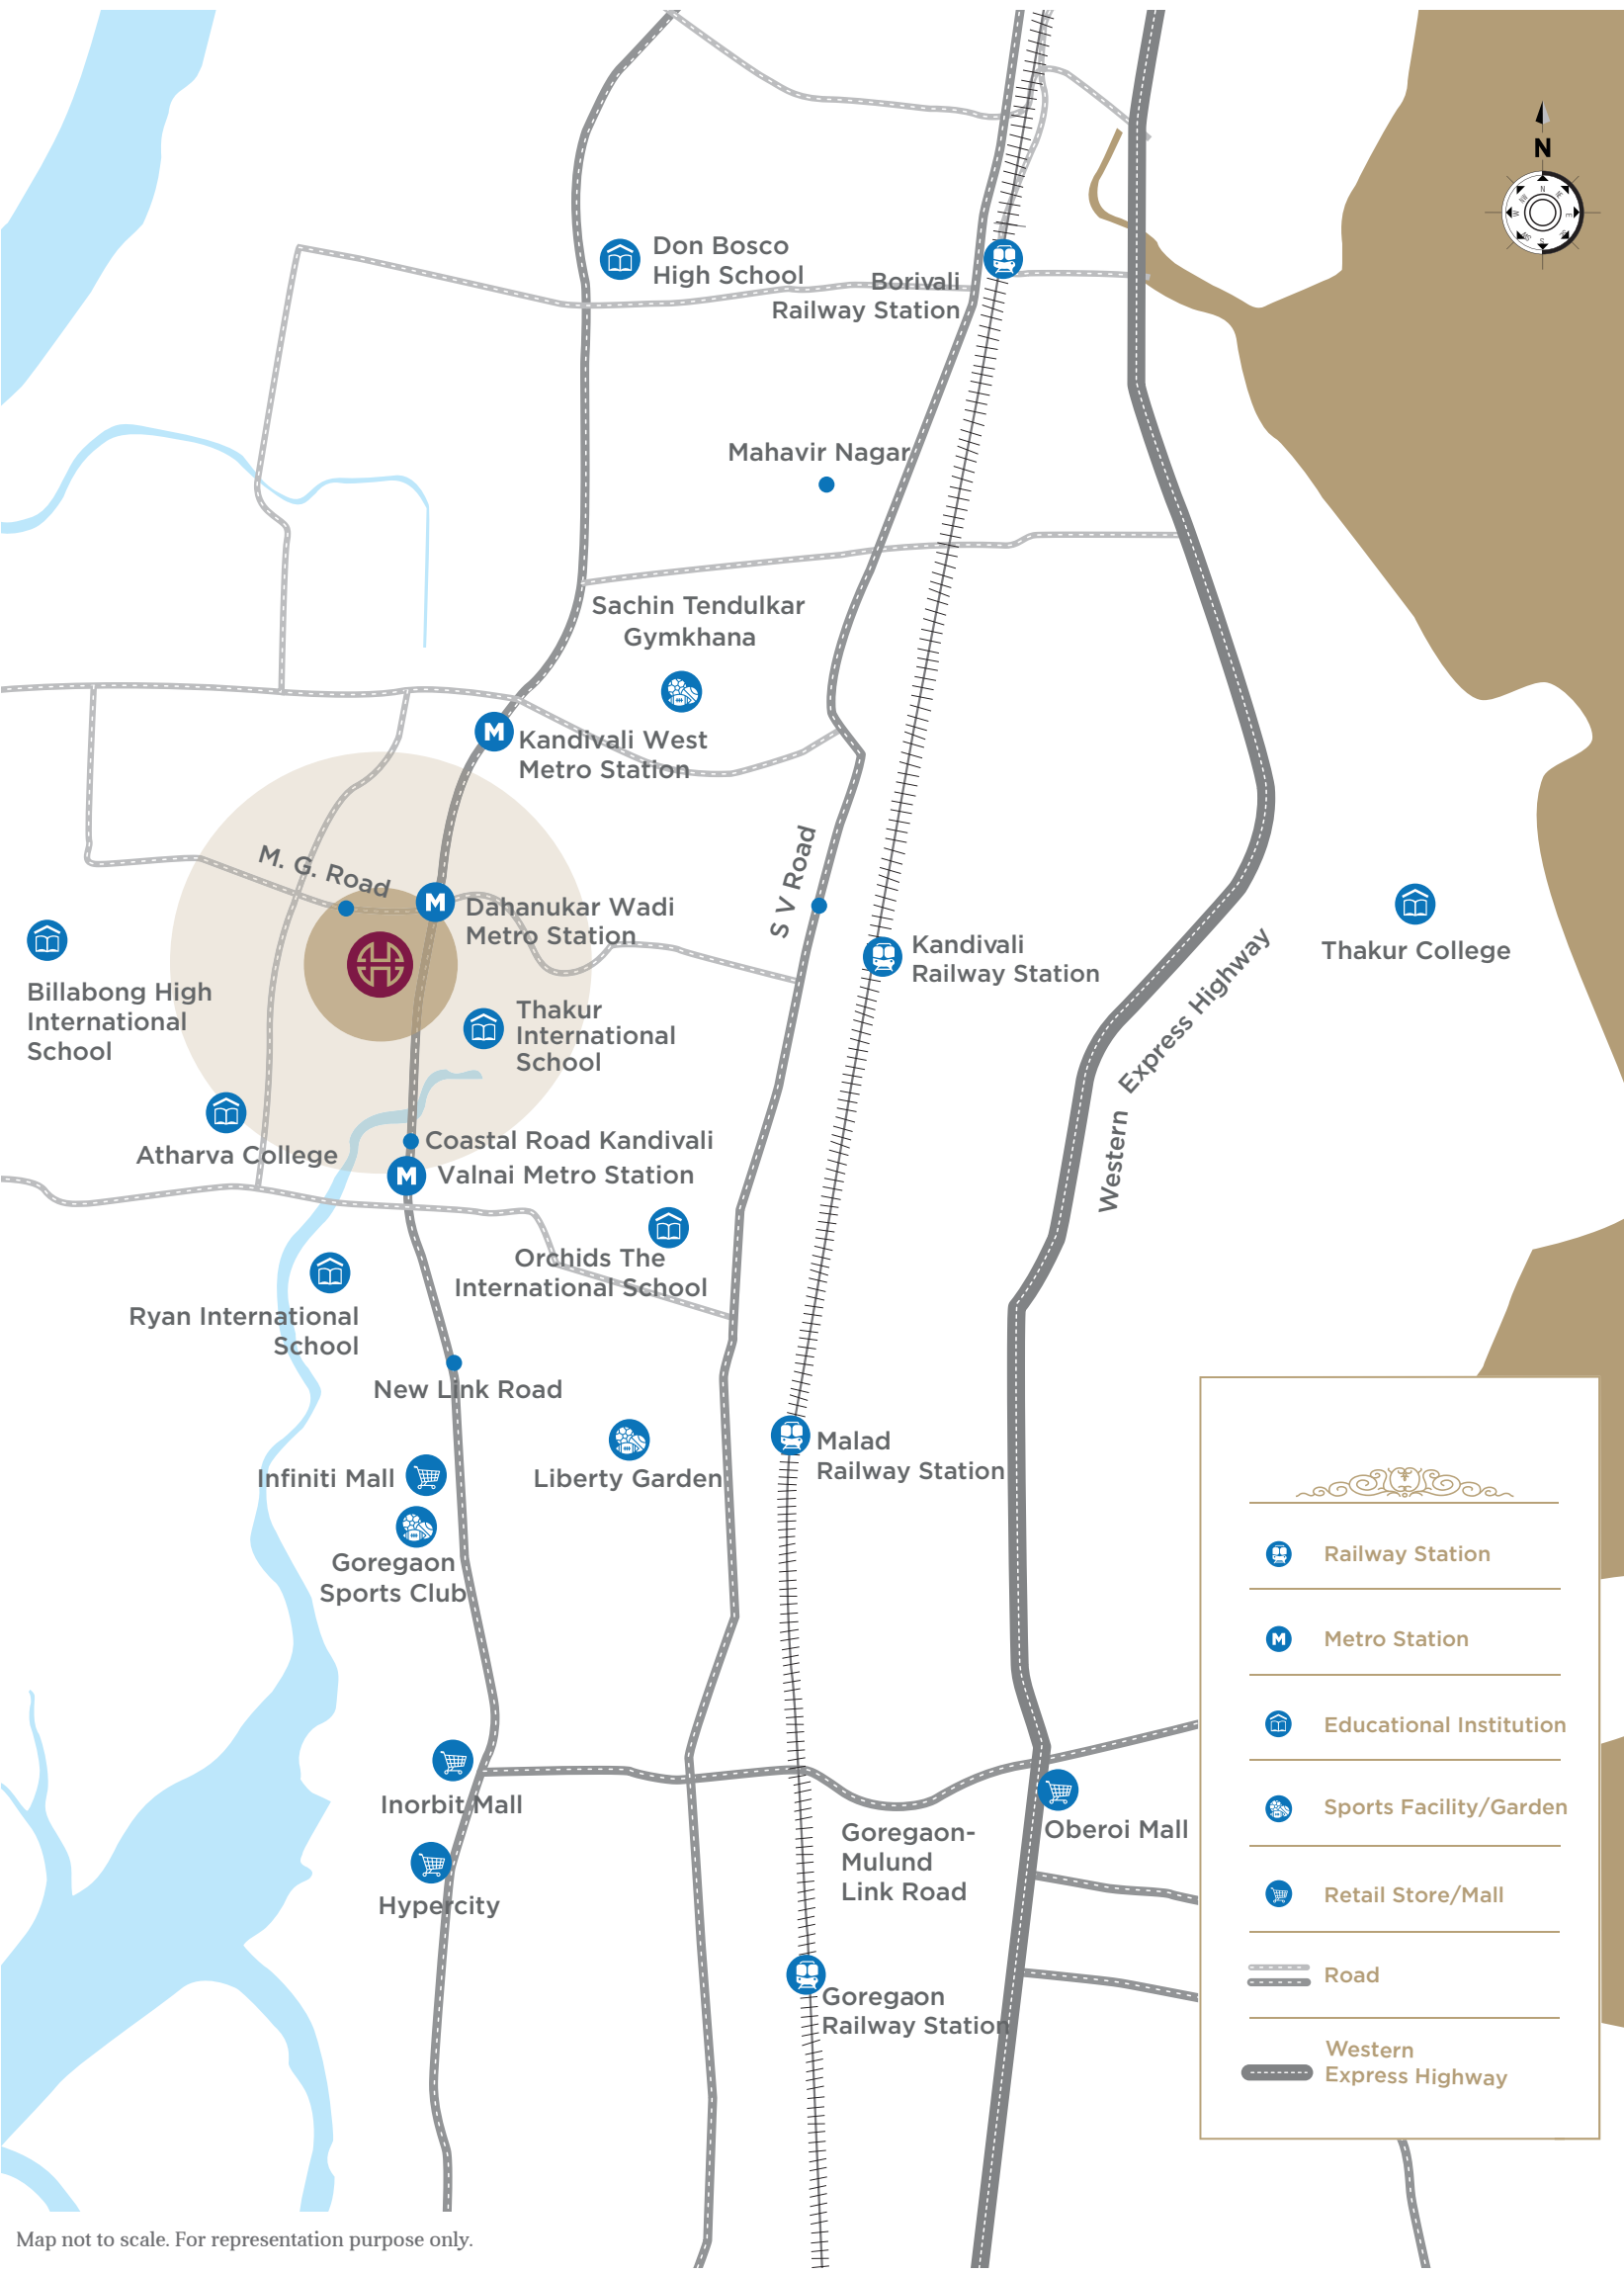 N
Don Bosco
High School
Borivali
Railway Station
Mahavir Nagar
Sachin Tendulkar
Gymkhana
M
Kandivali West
Metro Station
M. G. Road
M
Dahanukar Wadi
Metro Station
S V Road
Kandivali
Railway Station
Thakur College
Billabong High
International
School
Thakur
International
School
Western Express Highway
Atharva College
Coastal Road Kandivali
M
Valnai Metro Station
Orchids The
International School
Ryan International
School
New Link Road
Infiniti Mall
Liberty Garden
Malad
Railway Station
Goregaon
Sports Club
Inorbit Mall
Hypercity
Goregaon-
Mulund
Link Road
Oberoi Mall
Goregaon
Railway Station
Railway Station
M
Metro Station
Educational Institution
Sports Facility/Garden
Retail Store/Mall
Road
Western
Express Highway
Map not to scale. For representation purpose only.